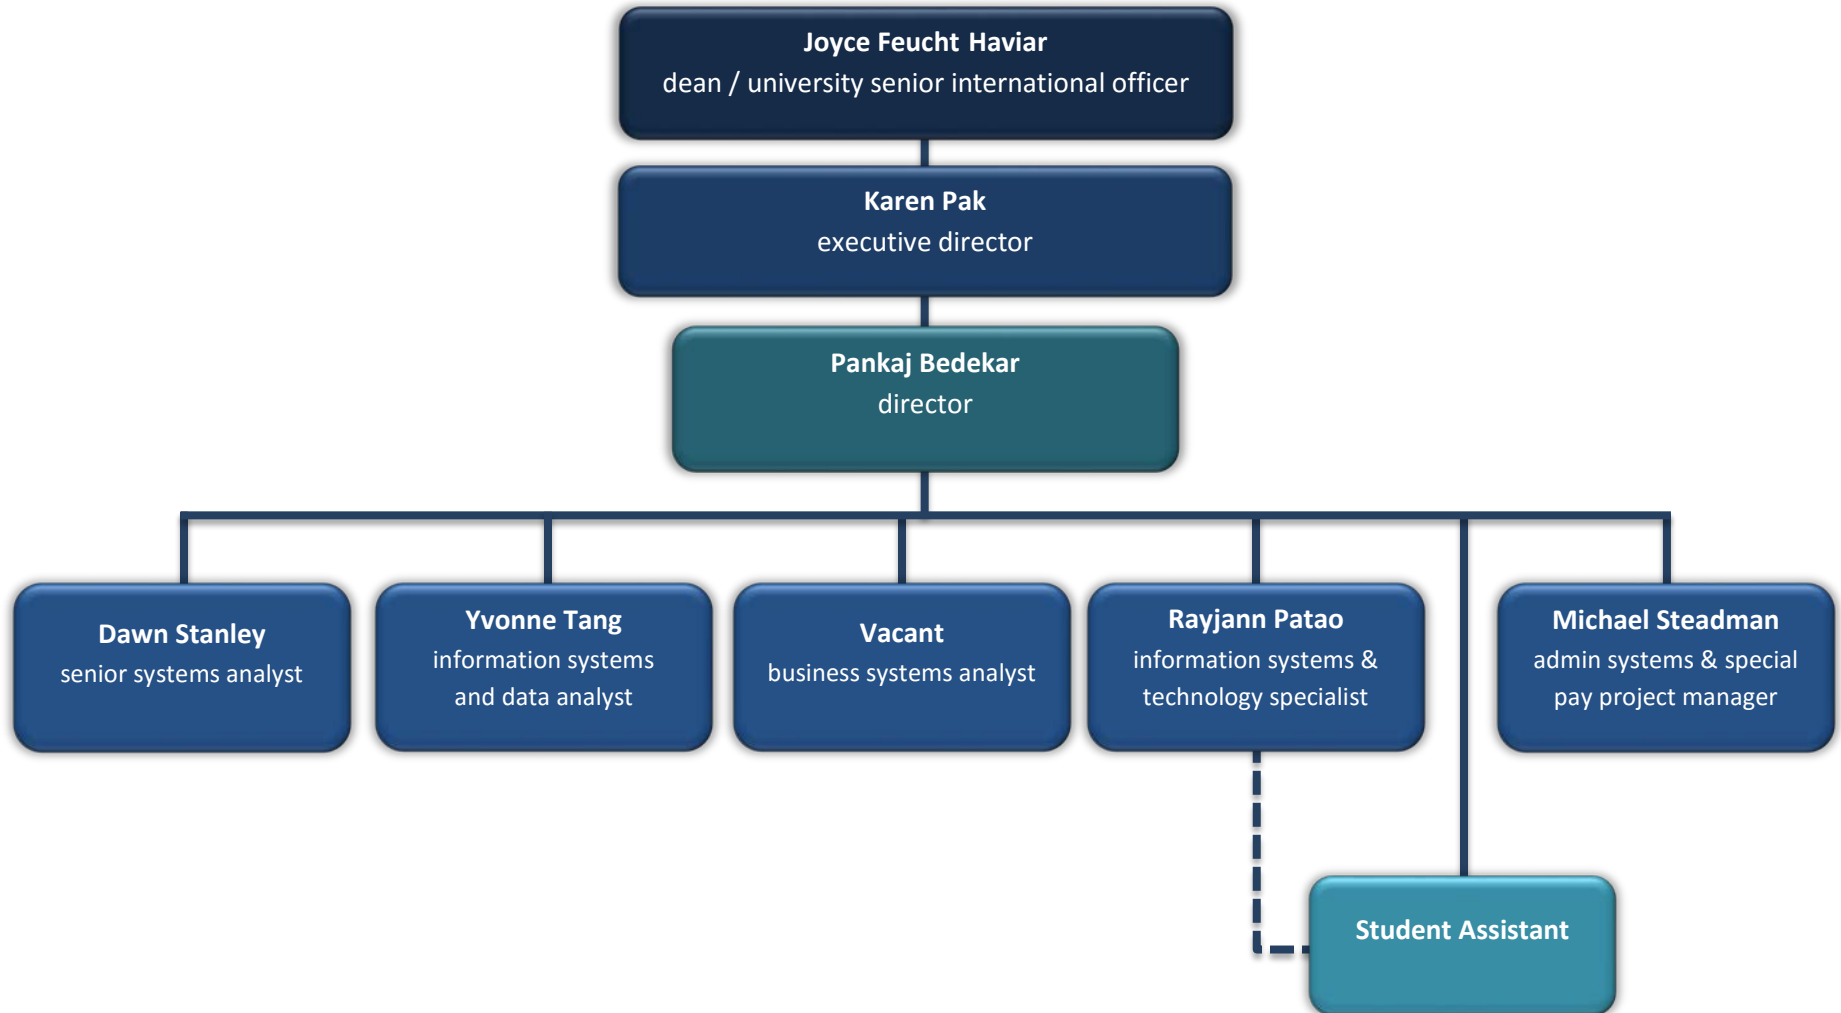 Joyce Feucht Haviar
dean / university senior international officer
Karen Pak
executive director
Pankaj Bedekar
director
Dawn Stanley
senior systems analyst
Yvonne Tang
information systems
and data analyst
Vacant
business systems analyst
Rayjann Patao
information systems &
technology specialist
Michael Steadman
admin systems & special
pay project manager
Student Assistant